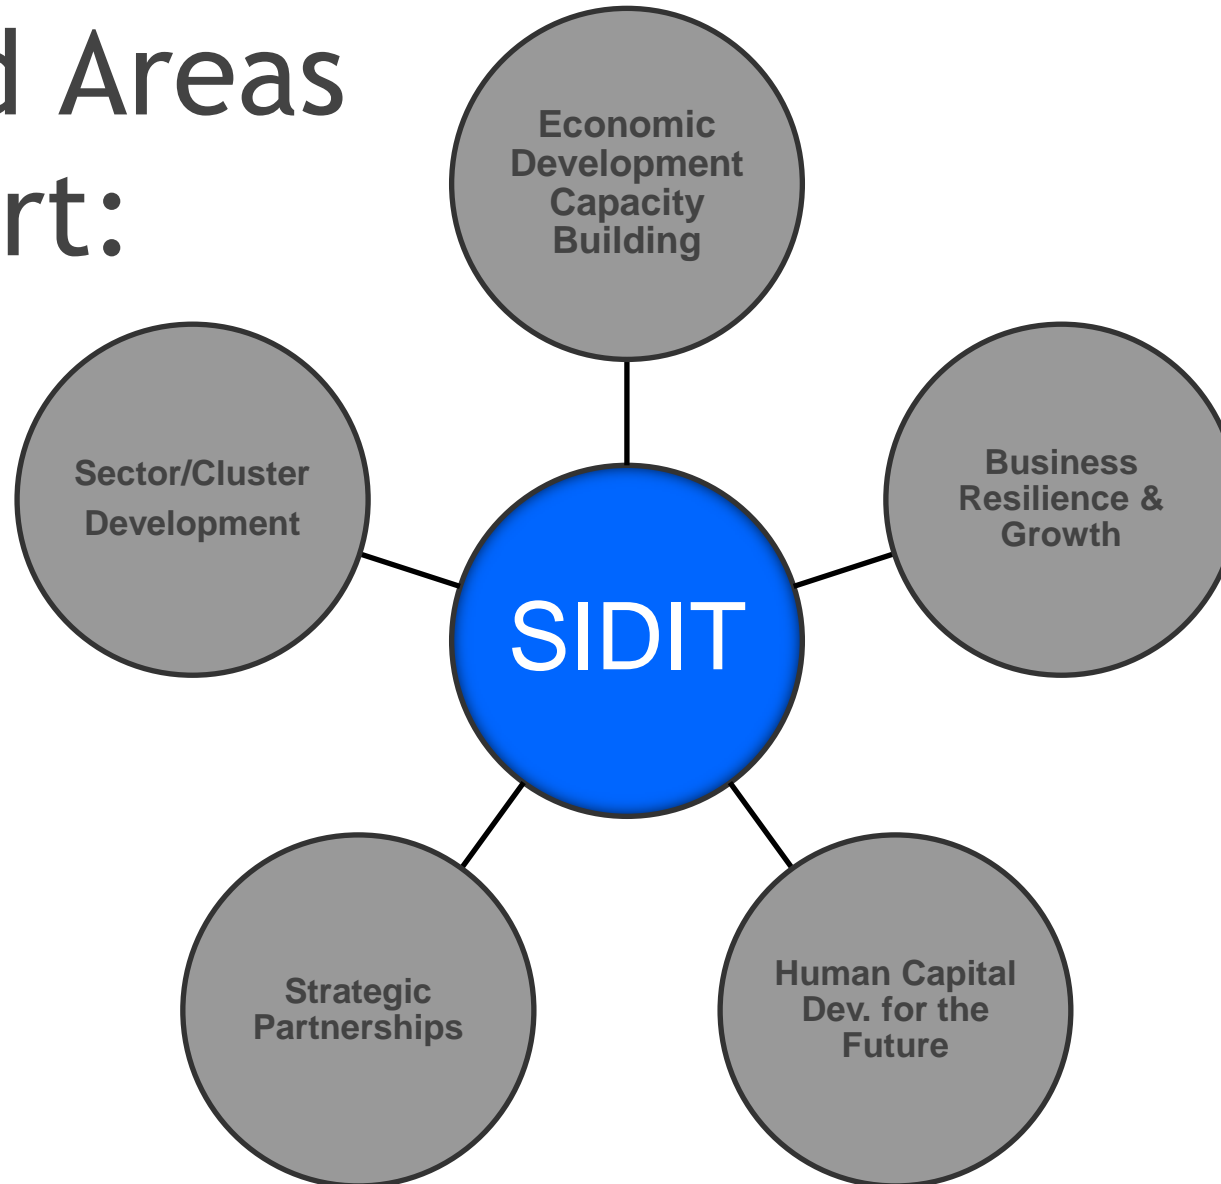 d Areas
rt:
Economic
Development
Capacity
Building
Sector/Cluster
Development
Business
Resilience &
Growth
SIDIT
Strategic
Partnerships
Human Capital
Dev. for the
Future